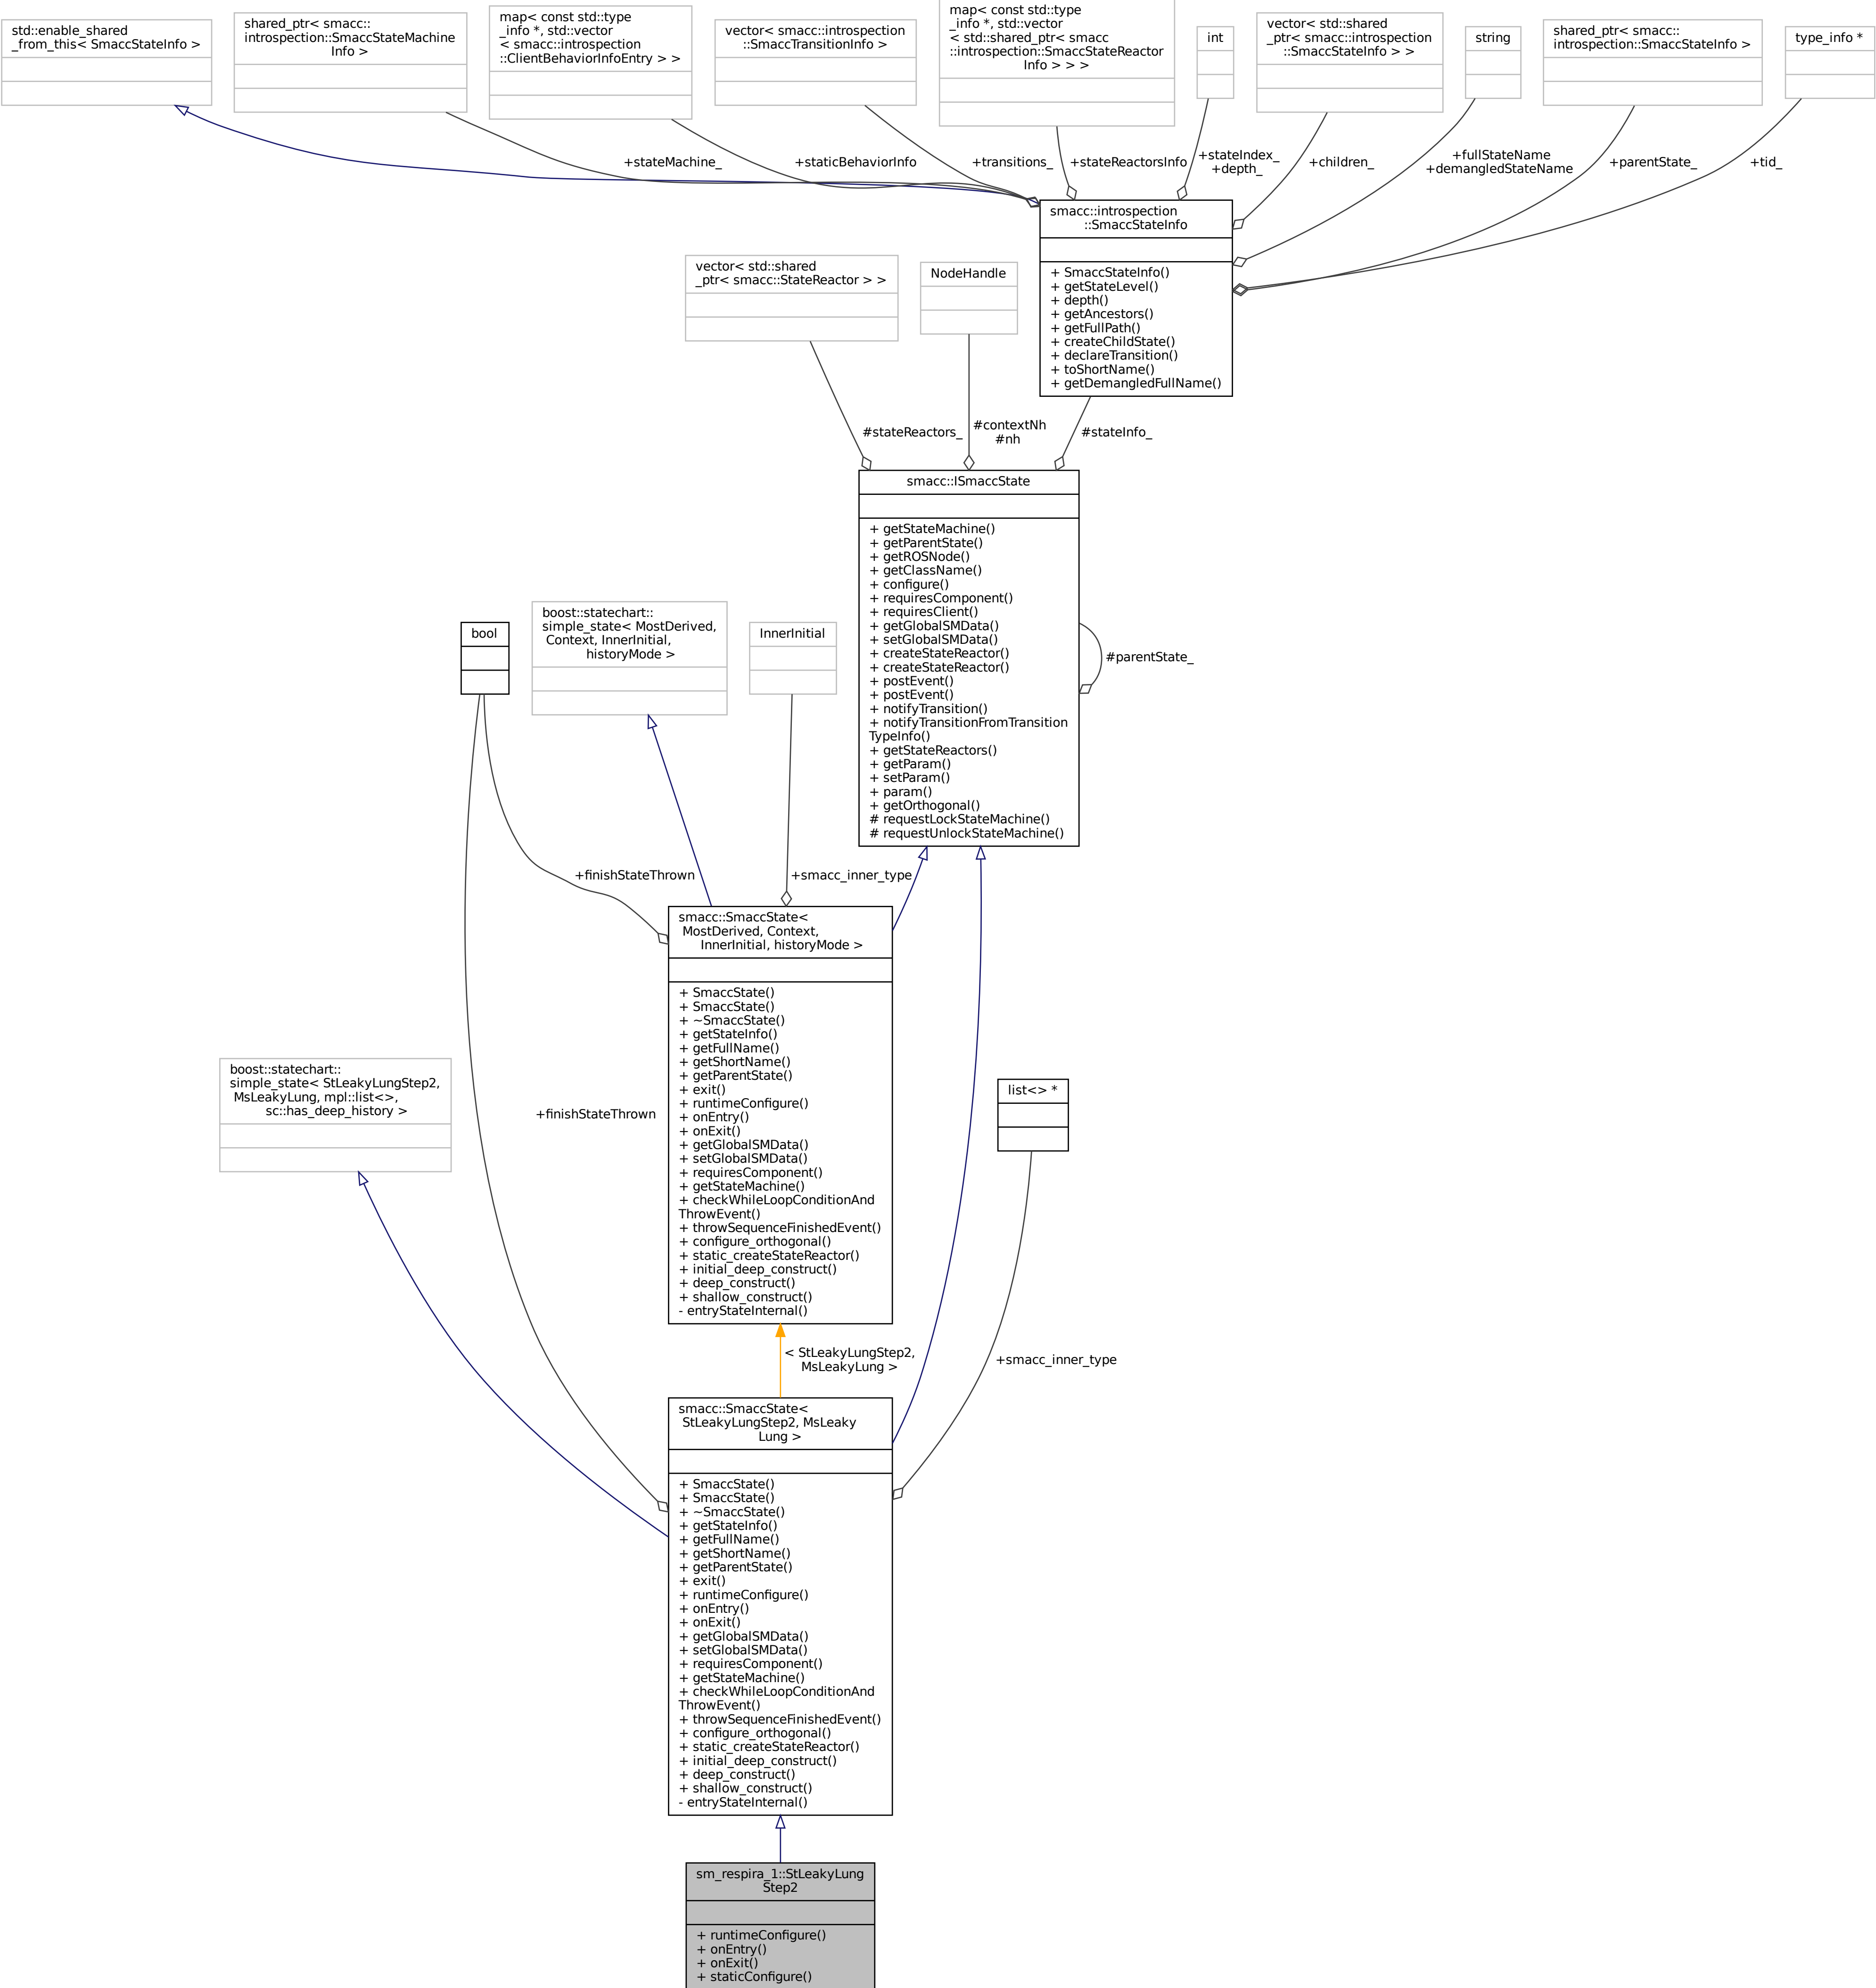 std::enable_shared
_from_this< SmaccStateInfo >
shared_ptr< smacc::
introspection::SmaccStateMachine
Info >
map< const std::type
_info *, std::vector
< smacc::introspection
::ClientBehaviorInfoEntry > >
vector< smacc::introspection
::SmaccTransitionInfo >
map< const std::type
_info *, std::vector
< std::shared_ptr< smacc
::introspection::SmaccStateReactor
Info > > >
int
vector< std::shared
_ptr< smacc::introspection
::SmaccStateInfo > >
string
shared_ptr< smacc::
introspection::SmaccStateInfo >
type_info *
+stateMachine_
+staticBehaviorInfo
+transitions_
+stateReactorsInfo
+stateIndex_
+depth_
+children_
+fullStateName
+demangledStateName
+parentState_
+tid_
smacc::introspection
::SmaccStateInfo
+ SmaccStateInfo()
+ getStateLevel()
+ depth()
+ getAncestors()
+ getFullPath()
+ createChildState()
+ declareTransition()
+ toShortName()
+ getDemangledFullName()
vector< std::shared
_ptr< smacc::StateReactor > >
NodeHandle
#stateReactors_
#contextNh
#nh
#stateInfo_
smacc::ISmaccState
+ getStateMachine()
+ getParentState()
+ getROSNode()
+ getClassName()
+ configure()
+ requiresComponent()
+ requiresClient()
+ getGlobalSMData()
+ setGlobalSMData()
+ createStateReactor()
+ createStateReactor()
+ postEvent()
+ postEvent()
+ notifyTransition()
+ notifyTransitionFromTransition
TypeInfo()
+ getStateReactors()
+ getParam()
+ setParam()
+ param()
+ getOrthogonal()
# requestLockStateMachine()
# requestUnlockStateMachine()
#parentState_
bool
boost::statechart::
simple_state< MostDerived,
Context, InnerInitial,
historyMode >
InnerInitial
+finishStateThrown
+smacc_inner_type
smacc::SmaccState<
MostDerived, Context,
InnerInitial, historyMode >
+ SmaccState()
+ SmaccState()
+ ~SmaccState()
+ getStateInfo()
+ getFullName()
+ getShortName()
+ getParentState()
+ exit()
+ runtimeConfigure()
+ onEntry()
+ onExit()
+ getGlobalSMData()
+ setGlobalSMData()
+ requiresComponent()
+ getStateMachine()
+ checkWhileLoopConditionAnd
ThrowEvent()
+ throwSequenceFinishedEvent()
+ configure_orthogonal()
+ static_createStateReactor()
+ initial_deep_construct()
+ deep_construct()
+ shallow_construct()
- entryStateInternal()
boost::statechart::
simple_state< StLeakyLungStep2,
MsLeakyLung, mpl::list<>,
sc::has_deep_history >
+finishStateThrown
list<> *
< StLeakyLungStep2,
MsLeakyLung >
+smacc_inner_type
smacc::SmaccState<
StLeakyLungStep2, MsLeaky
Lung >
+ SmaccState()
+ SmaccState()
+ ~SmaccState()
+ getStateInfo()
+ getFullName()
+ getShortName()
+ getParentState()
+ exit()
+ runtimeConfigure()
+ onEntry()
+ onExit()
+ getGlobalSMData()
+ setGlobalSMData()
+ requiresComponent()
+ getStateMachine()
+ checkWhileLoopConditionAnd
ThrowEvent()
+ throwSequenceFinishedEvent()
+ configure_orthogonal()
+ static_createStateReactor()
+ initial_deep_construct()
+ deep_construct()
+ shallow_construct()
- entryStateInternal()
sm_respira_1::StLeakyLung
Step2
+ runtimeConfigure()
+ onEntry()
+ onExit()
+ staticConfigure()